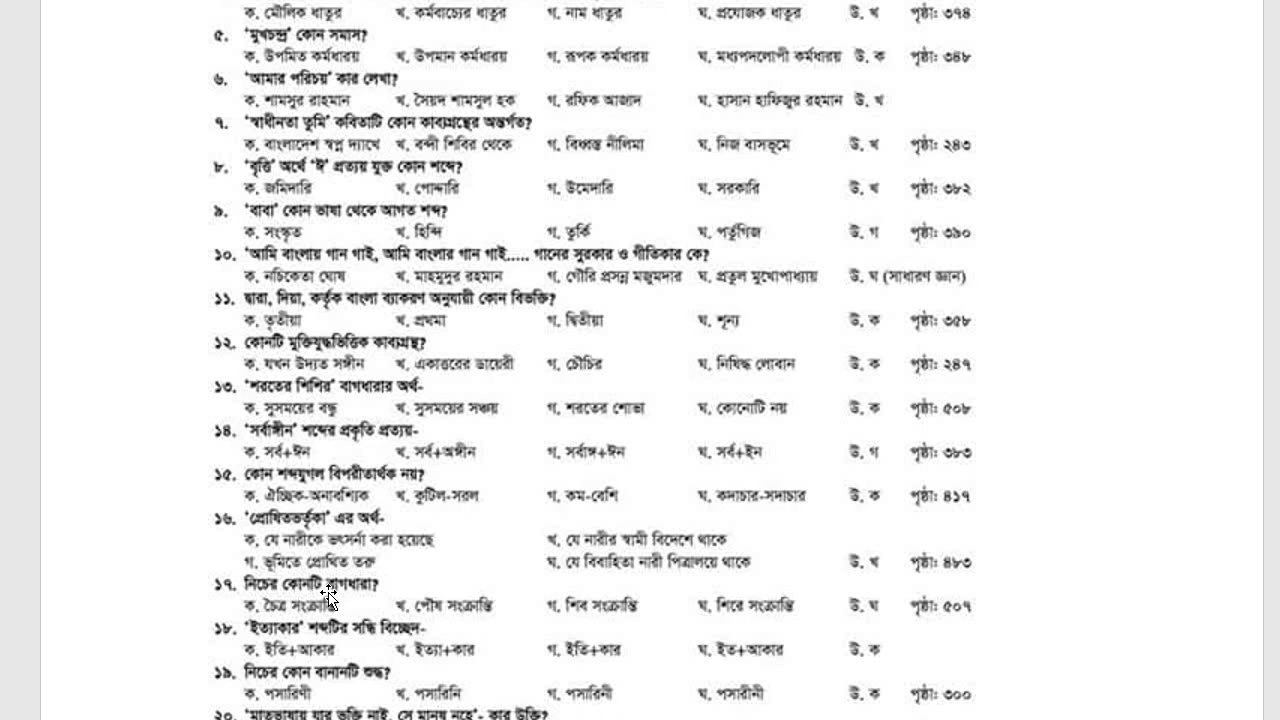 ক. মৌলিক ধাতুর খ. কর্মবাচ্যের ধাতুর গ. নাম ধাতুর ঘ. প্রযোজক ধাতুর উ. খ পৃষ্ঠাঃ ৩৭৪
৫. 'মুখচন্দ্র' কোন সমাস?
ক. উপমিত কর্মধারয় খ. উপমান কর্মধারয় গ. রূপক কর্মধারয় ঘ. মধ্যপদলোপী কর্মধারয় উ. ক পৃষ্ঠাঃ ৩৪৮
৬. 'আমার পরিচয়' কার লেখা?
ক. শামসুর রাহমান খ. সৈয়দ শামসুল হক গ. রফিক আজাদ ঘ. হাসান হাফিজুর রহমান উ. খ
৭. 'স্বাধীনতা তুমি' কবিতাটি কোন কাব্যগ্রন্থের অন্তর্গত?
ক. বাংলাদেশ স্বপ্ন দ্যাখে খ. বন্দী শিবির থেকে গ. বিধ্বস্ত নীলিমা ঘ. নিজ বাসভূমে উ. খ পৃষ্ঠাঃ ২৪৩
৮. 'বৃত্তি' অর্থে 'ঈ' প্রত্যয় যুক্ত কোন শব্দে?
ক. জমিদারি খ. পোদ্দারি গ. উমেদারি ঘ. সরকারি উ. খ পৃষ্ঠাঃ ৩৮২
৯. 'বাবা' কোন ভাষা থেকে আগত শব্দ?
ক. সংস্কৃত খ. হিন্দি গ. তুর্কি ঘ. পর্তুগিজ উ. গ পৃষ্ঠাঃ ৩৯০
১০. 'আমি বাংলায় গান গাই, আমি বাংলার গান গাই..... গানের সুরকার ও গীতিকার কে?
ক. নচিকেতা ঘোষ খ. মাহমুদুর রহমান গ. গৌরি প্রসন্ন মজুমদার ঘ. প্রতুল মুখোপাধ্যায় উ. ঘ (সাধারণ জ্ঞান)
১১. দ্বারা, দিয়া, কর্তৃক বাংলা ব্যাকরণ অনুযায়ী কোন বিভক্তি?
ক. তৃতীয়া খ. প্রথমা গ. দ্বিতীয়া ঘ. শূন্য উ. ক পৃষ্ঠাঃ ৩৫৮
১২. কোনটি মুক্তিযুদ্ধভিত্তিক কাব্যগ্রন্থ?
ক. যখন উদ্যত সঙ্গীন খ. একাত্তরের ডায়েরী গ. চৌচির ঘ. নিষিদ্ধ লোবান উ. ক পৃষ্ঠাঃ ২৪৭
১৩. 'শরতের শিশির' বাগধারার অর্থ-
ক. সুসময়ের বন্ধু খ. সুসময়ের সঞ্চয় গ. শরতের শোভা ঘ. কোনোটি নয় উ. ক পৃষ্ঠাঃ ৫০৮
১৪. 'সর্বাঙ্গীন' শব্দের প্রকৃতি প্রত্যয়-
ক. সর্ব+ঈন খ. সর্ব+অঙ্গীন গ. সর্বাঙ্গ+ঈন ঘ. সর্ব+ইন উ. গ পৃষ্ঠাঃ ৩৮৩
১৫. কোন শব্দযুগল বিপরীতার্থক নয়?
ক. ঐচ্ছিক-অনাবশ্যিক খ. কুটিল-সরল গ. কম-বেশি ঘ. কদাচার-সদাচার উ. ক পৃষ্ঠাঃ ৪১৭
১৬. 'প্রোষিতভর্তৃকা' এর অর্থ-
ক. যে নারীকে ভৎসর্না করা হয়েছে খ. যে নারীর স্বামী বিদেশে থাকে
গ. ভূমিতে প্রোথিত তরু ঘ. যে বিবাহিতা নারী পিত্রালয়ে থাকে উ. খ পৃষ্ঠাঃ ৪৮৩
১৭. নিচের কোনটি বাগধারা?
ক. চৈত্র সংক্রান্তি খ. পৌষ সংক্রান্তি গ. শিব সংক্রান্তি ঘ. শিরে সংক্রান্তি উ. ঘ পৃষ্ঠাঃ ৫০৭
১৮. 'ইত্যাকার' শব্দটির সন্ধি বিচ্ছেদ-
ক. ইতি+আকার খ. ইত্যা+কার গ. ইতি+কার ঘ. ইত+আকার উ. ক
১৯. নিচের কোন বানানটি শুদ্ধ?
ক. পসারিণী খ. পসারিনি গ. পসারিনী ঘ. পসারীনী উ. ক পৃষ্ঠাঃ ৩০০
২০. 'মাতৃভাষায় যার ভক্তি নাই, সে মানুষ নহে'- কার উক্তি?